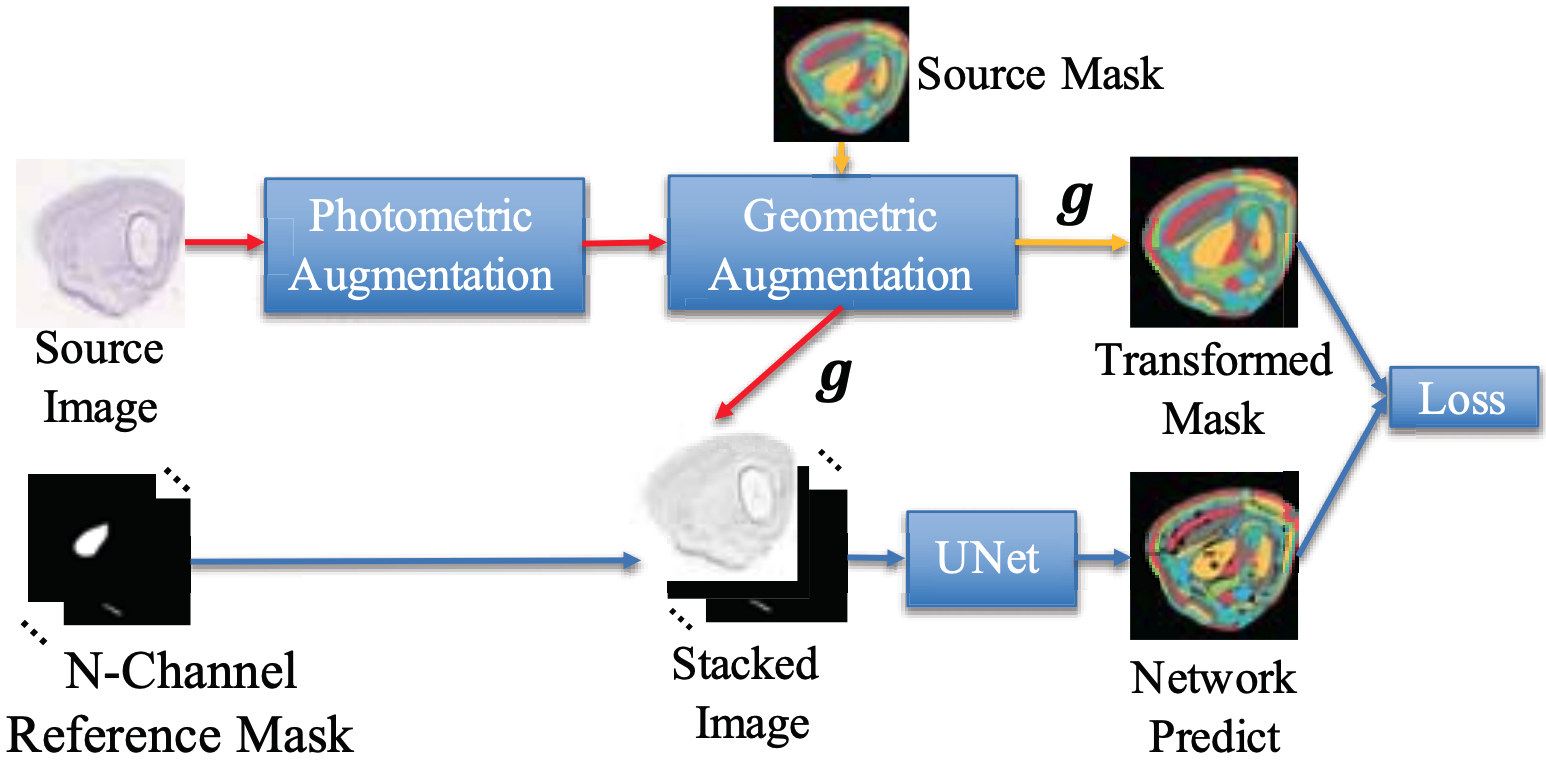 Source Mask
Photometric
Augmentation
Geometric
Augmentation
g
Source
Image
g
Transformed
Mask
Loss
UNet
N-Channel
Reference Mask
Stacked
Image
Network
Predict